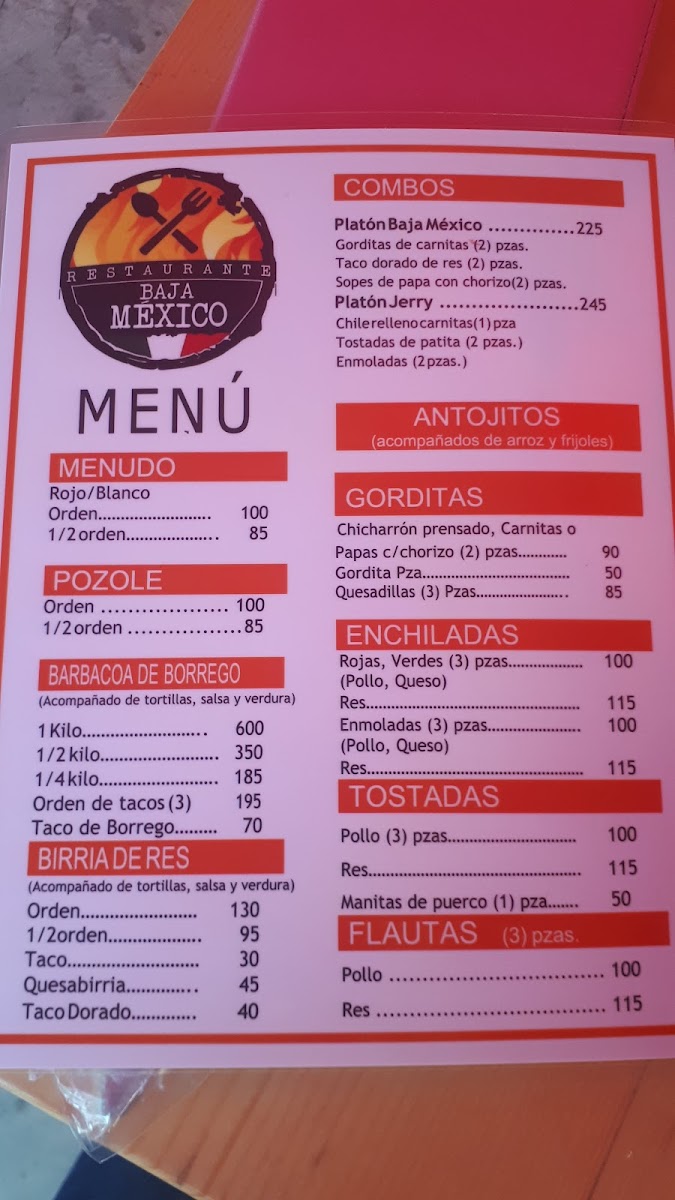 RESTAURANTE
BAJA
MÉXICO
MENÚ
MENUDO
Rojo/Blanco
Orden........................ 100
1/2 orden.................... 85
POZOLE
Orden ................... 100
1/2 orden .................85
BARBACOA DE BORREGO
(Acompañado de tortillas, salsa y verdura)
1 Kilo........................ 600
1/2 kilo...................... 350
1/4 kilo...................... 185
Orden de tacos (3) 195
Taco de Borrego......... 70
BIRRIA DE RES
(Acompañado de tortillas, salsa y verdura)
Orden........................ 130
1/2orden.................... 95
Taco........................... 30
Quesabirria.............. 45
Taco Dorado............. 40
COMBOS
Platón Baja México ..............225
Gorditas de carnitas (2) pzas.
Taco dorado de res (2) pzas.
Sopes de papa con chorizo(2) pzas.
Platón Jerry ......................245
Chile relleno carnitas(1) pza
Tostadas de patita (2 pzas.)
Enmoladas (2 pzas.)
ANTOJITOS
(acompañados de arroz y frijoles)
GORDITAS
Chicharrón prensado, Carnitas o
Papas c/chorizo (2) pzas............ 90
Gordita Pza.................................... 50
Quesadillas (3) Pzas....................... 85
ENCHILADAS
Rojas, Verdes (3) pzas.................. 100
(Pollo, Queso)
Res.................................................... 115
Enmoladas (3) pzas....................... 100
(Pollo, Queso)
Res.................................................... 115
TOSTADAS
Pollo (3) pzas............................... 100
Res................................................... 115
Manitas de puerco (1) pza....... 50
FLAUTAS (3) pzas.
Pollo ................................ 100
Res .................................. 115